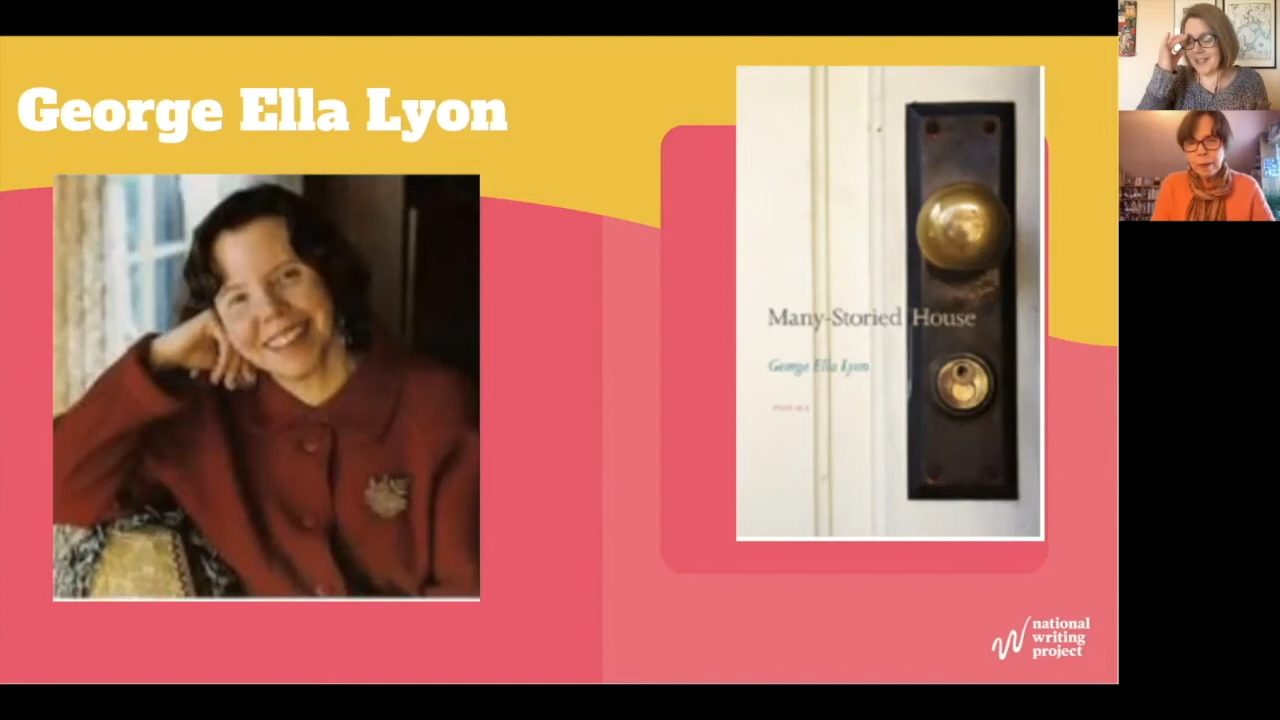 George Ella Lyon
Many-Storied House
George Ella Lyon
national
writing
project